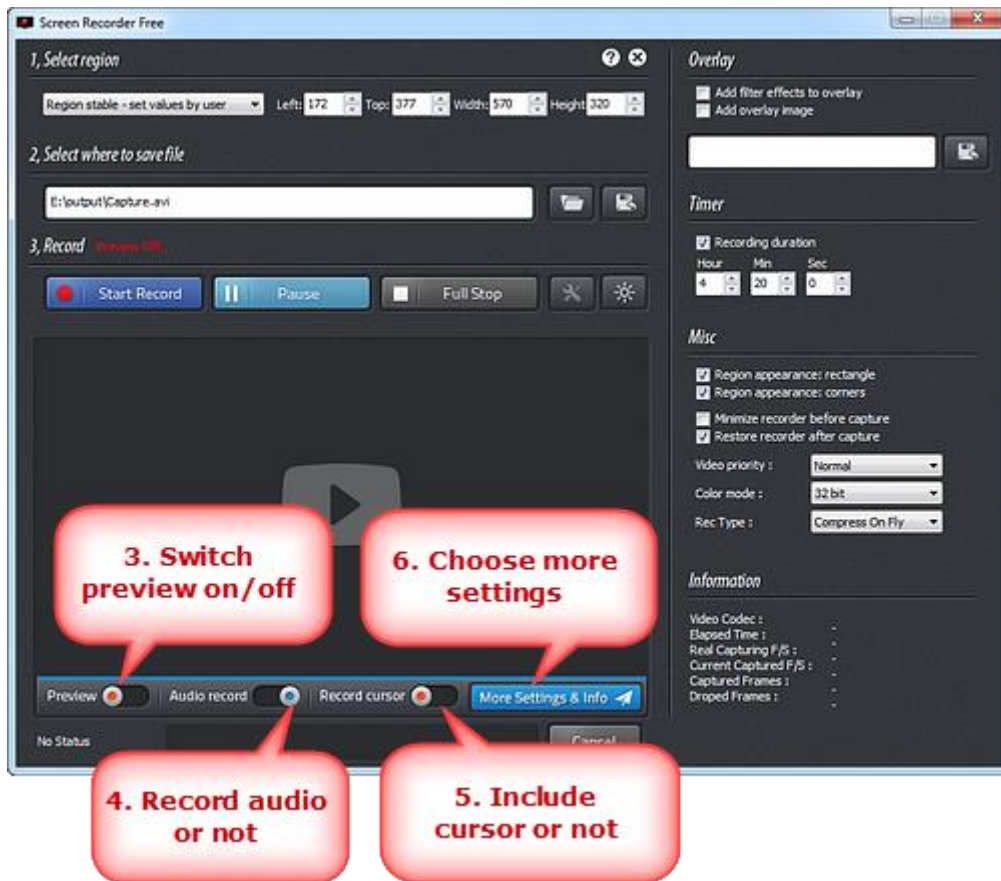 Screen Recorder Free
1, Select region
Region stable - set values by user Left: 172 Top: 377 Width: 570 Height 320
2, Select where to save file
E:\output\Capture.avi
3, Record Preview Off...
Start Record Pause Full Stop
3. Switch
preview on/off
6. Choose more
settings
Preview Audio record Record cursor More Settings & Info
No Status Cancel
4. Record audio
or not
5. Include
cursor or not
Overlay
Add filter effects to overlay
Add overlay image
Timer
Recording duration
Hour Min Sec
4 20 0
Misc
Region appearance: rectangle
Region appearance: corners
Minimize recorder before capture
Restore recorder after capture
Video priority : Normal
Color mode : 32 bit
Rec Type : Compress On Fly
Information
Video Codec : -
Elapsed Time : -
Real Capturing F/S : -
Current Captured F/S : -
Captured Frames : -
Droped Frames : -